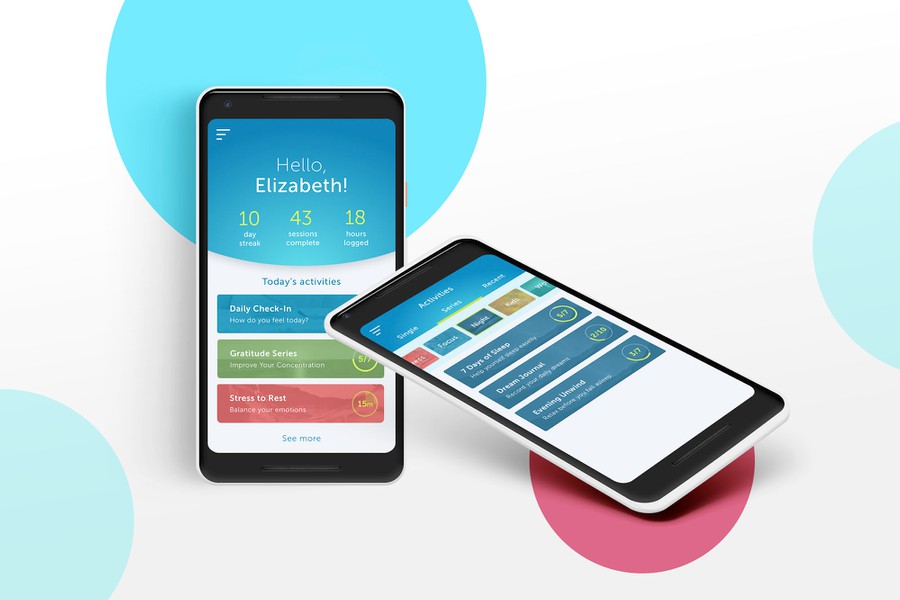 Hello,
Elizabeth!
10
day
streak
43
sessions
complete
18
hours
logged
Today's activities
Daily Check-In
How do you feel today?
Gratitude Series
Improve Your Concentration
5/7
Stress to Rest
Balance your emotions
15m
See more
Activities
Single
Series
Recent
Focus
Night
Kids
7 Days of Sleep
Help yourself sleep easily
5/7
Dream Journal
Record your daily dreams
2/10
Evening Unwind
Relax before you fall asleep
3/7